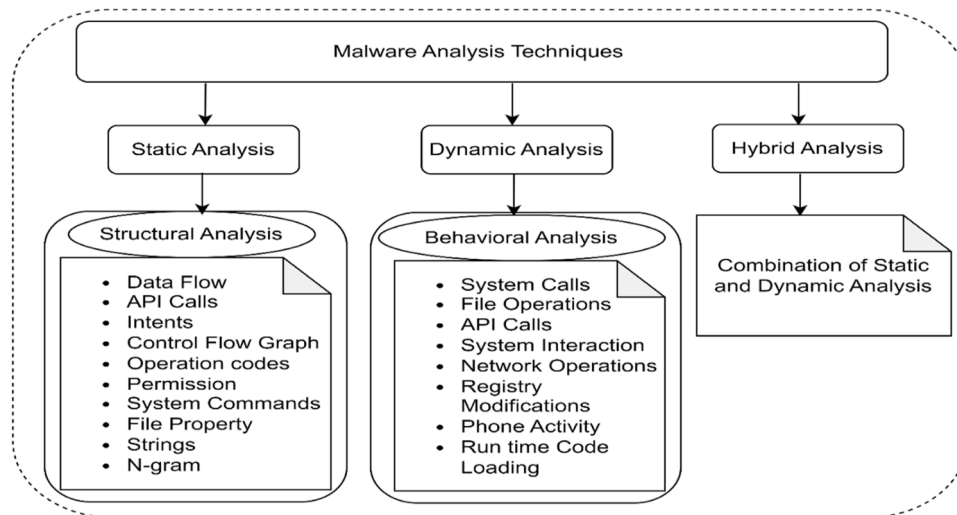 Malware Analysis Techniques
Static Analysis
Dynamic Analysis
Hybrid Analysis
Structural Analysis
• Data Flow
• API Calls
• Intents
• Control Flow Graph
• Operation codes
• Permission
• System Commands
• File Property
• Strings
• N-gram
Behavioral Analysis
• System Calls
• File Operations
• API Calls
• System Interaction
• Network Operations
• Registry
Modifications
• Phone Activity
• Run time Code
Loading
Combination of Static
and Dynamic Analysis